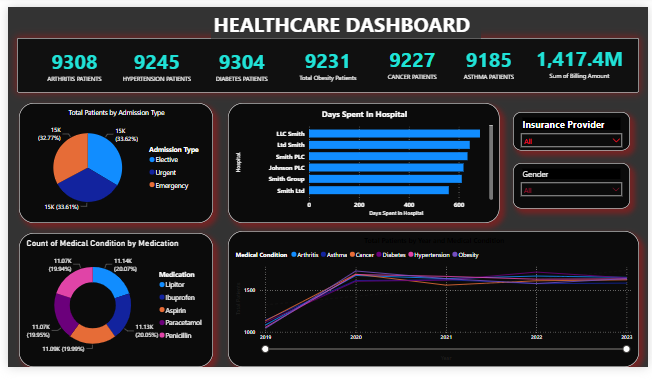 HEALTHCARE DASHBOARD
9308
ARTHRITIS PATIENTS
9245
HYPERTENSION PATIENTS
9304
DIABETES PATIENTS
9231
Total Obesity Patients
9227
CANCER PATIENTS
9185
ASTHMA PATIENTS
1,417.4M
Sum of Billing Amount
Total Patients by Admission Type
15K
(32.77%)
15K
(33.62%)
15K (33.61%)
Admission Type
Elective
Urgent
Emergency
Days Spent In Hospital
Hospital
LLC Smith
Ltd Smith
Smith PLC
Johnson PLC
Smith Group
Smith Ltd
0 200 400 600
Days Spent In Hospital
Insurance Provider
All
Gender
All
Count of Medical Condition by Medication
11.07K
(19.94%)
11.14K
(20.07%)
11.07K
(19.95%)
11.13K
(20.05%)
11.09K (19.99%)
Medication
Lipitor
Ibuprofen
Aspirin
Paracetamol
Penicillin
Medical Condition Arthritis Asthma Cancer Diabetes Hypertension Obesity
1500
1000
2019 2020 2021 2022 2023